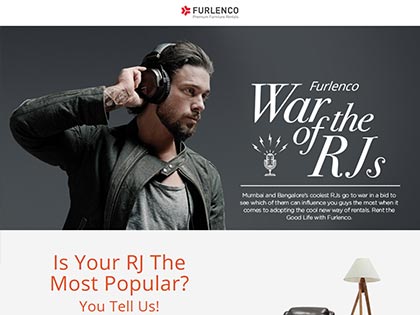 FURLENCO
Premium Furniture Rentals
Furlenco
War the
of RJs
Mumbai and Bangalore's coolest RJs go to war in a bid to
see which of them can influence you guys the most when it
comes to adopting the cool new way of rentals. Rent the
Good Life with Furlenco.
Is Your RJ The
Most Popular?
You Tell Us!